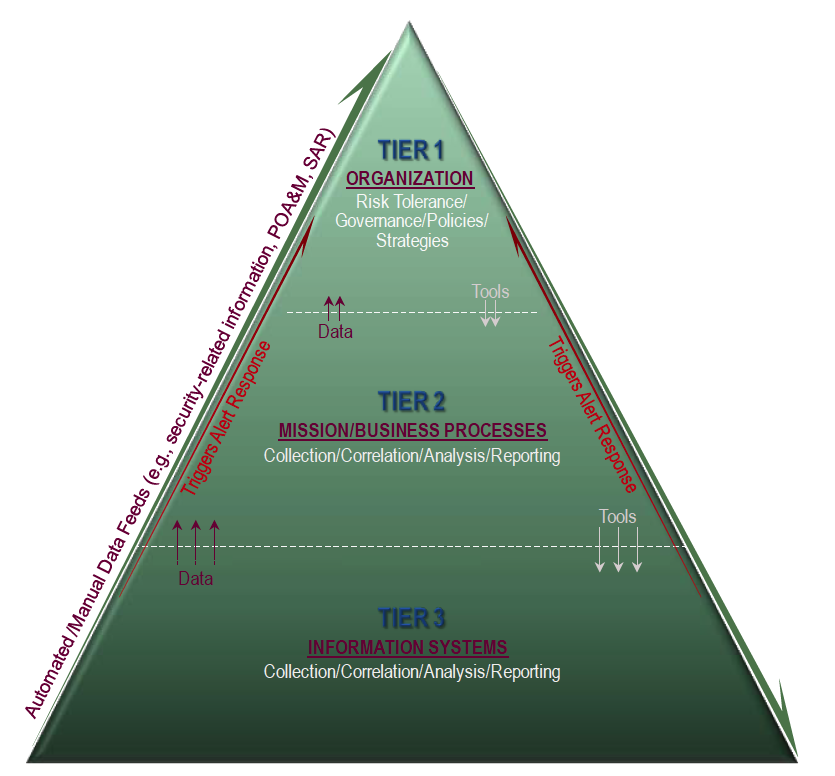 TIER 1
ORGANIZATION
Risk Tolerance/
Governance/Policies/
Strategies
Automated /Manual Data Feeds (e.g., security-related information, POA&M, SAR)
Tools
Data
Triggers Alert Response
Triggers Alert Response
TIER 2
MISSION/BUSINESS PROCESSES
Collection/Correlation/Analysis/Reporting
Tools
Data
TIER 3
INFORMATION SYSTEMS
Collection/Correlation/Analysis/Reporting